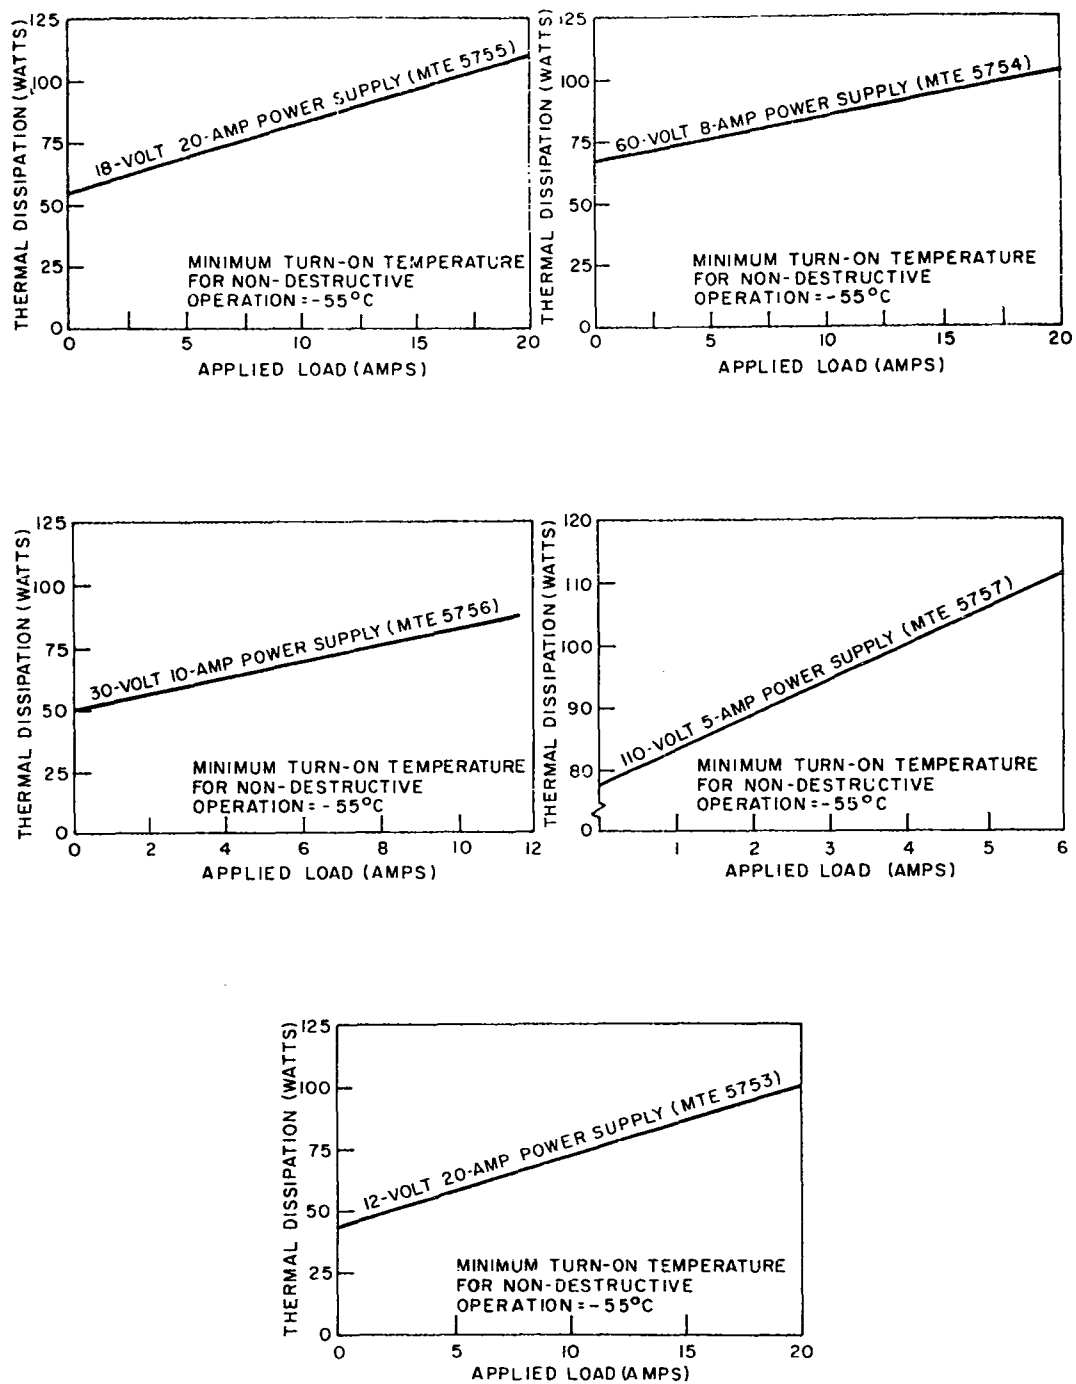 THERMAL DISSIPATION (WATTS)
125
100
75
50
25
0
18-VOLT 20-AMP POWER SUPPLY (MTE 5755)
MINIMUM TURN-ON TEMPERATURE
FOR NON-DESTRUCTIVE
OPERATION = -55°C
0 5 10 15 20
APPLIED LOAD (AMPS)
THERMAL DISSIPATION (WATTS)
125
100
75
50
25
0
60-VOLT 8-AMP POWER SUPPLY (MTE 5754)
MINIMUM TURN-ON TEMPERATURE
FOR NON-DESTRUCTIVE
OPERATION = -55°C
0 5 10 15 20
APPLIED LOAD (AMPS)
THERMAL DISSIPATION (WATTS)
125
100
75
50
25
0
30-VOLT 10-AMP POWER SUPPLY (MTE 5756)
MINIMUM TURN-ON TEMPERATURE
FOR NON-DESTRUCTIVE
OPERATION = -55°C
0 2 4 6 8 10 12
APPLIED LOAD (AMPS)
THERMAL DISSIPATION (WATTS)
120
110
100
90
80
0
110-VOLT 5-AMP POWER SUPPLY (MTE 5757)
MINIMUM TURN-ON TEMPERATURE
FOR NON-DESTRUCTIVE
OPERATION = -55°C
1 2 3 4 5 6
APPLIED LOAD (AMPS)
THERMAL DISSIPATION (WATTS)
125
100
75
50
25
0
12-VOLT 20-AMP POWER SUPPLY (MTE 5753)
MINIMUM TURN-ON TEMPERATURE
FOR NON-DESTRUCTIVE
OPERATION = -55°C
0 5 10 15 20
APPLIED LOAD (AMPS)